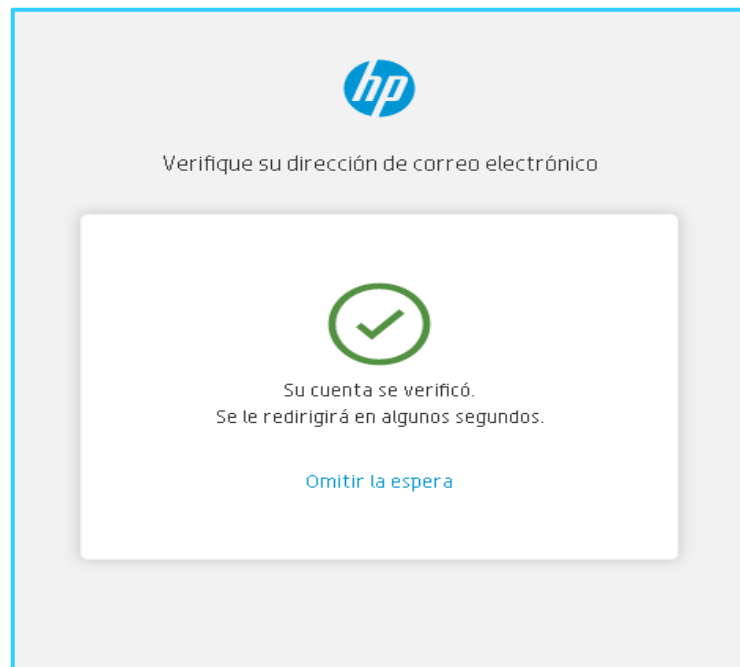 hp
Verifique su dirección de correo electrónico
Su cuenta se verificó.
Se le redirigirá en algunos segundos.
Omitir la espera